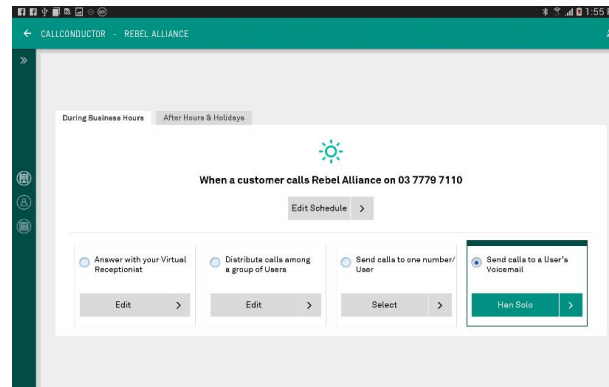 1:55
CALLCONDUCTOR - REBEL ALLIANCE
During Business Hours After Hours & Holidays
When a customer calls Rebel Alliance on 03 7779 7110
Edit Schedule
Answer with your Virtual
Receptionist
Edit
Distribute calls among
a group of Users
Edit
Send calls to one number/
User
Select
Send calls to a User's
Voicemail
Han Solo